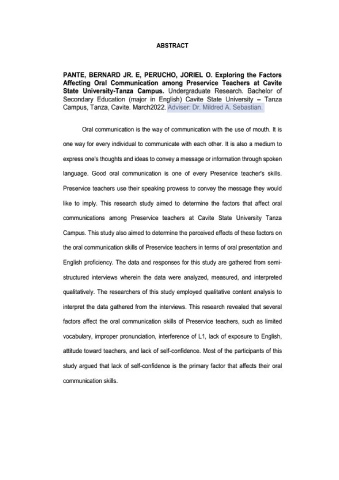 ABSTRACT
PANTE, BERNARD JR. E, PERUCHO, JORIEL O. Exploring the Factors
Affecting Oral Communication among Preservice Teachers at Cavite
State University-Tanza Campus. Undergraduate Research. Bachelor of
Secondary Education (major in English) Cavite State University – Tanza
Campus, Tanza, Cavite. March2022. Adviser: Dr. Mildred A. Sebastian.
Oral communication is the way of communication with the use of mouth. It is
one way for every individual to communicate with each other. It is also a medium to
express one's thoughts and ideas to convey a message or information through spoken
language. Good oral communication is one of every Preservice teacher's skills.
Preservice teachers use their speaking prowess to convey the message they would
like to imply. This research study aimed to determine the factors that affect oral
communications among Preservice teachers at Cavite State University Tanza
Campus. This study also aimed to determine the perceived effects of these factors on
the oral communication skills of Preservice teachers in terms of oral presentation and
English proficiency. The data and responses for this study are gathered from semi-
structured interviews wherein the data were analyzed, measured, and interpreted
qualitatively. The researchers of this study employed qualitative content analysis to
interpret the data gathered from the interviews. This research revealed that several
factors affect the oral communication skills of Preservice teachers, such as limited
vocabulary, improper pronunciation, interference of L1, lack of exposure to English,
attitude toward teachers, and lack of self-confidence. Most of the participants of this
study argued that lack of self-confidence is the primary factor that affects their oral
communication skills.